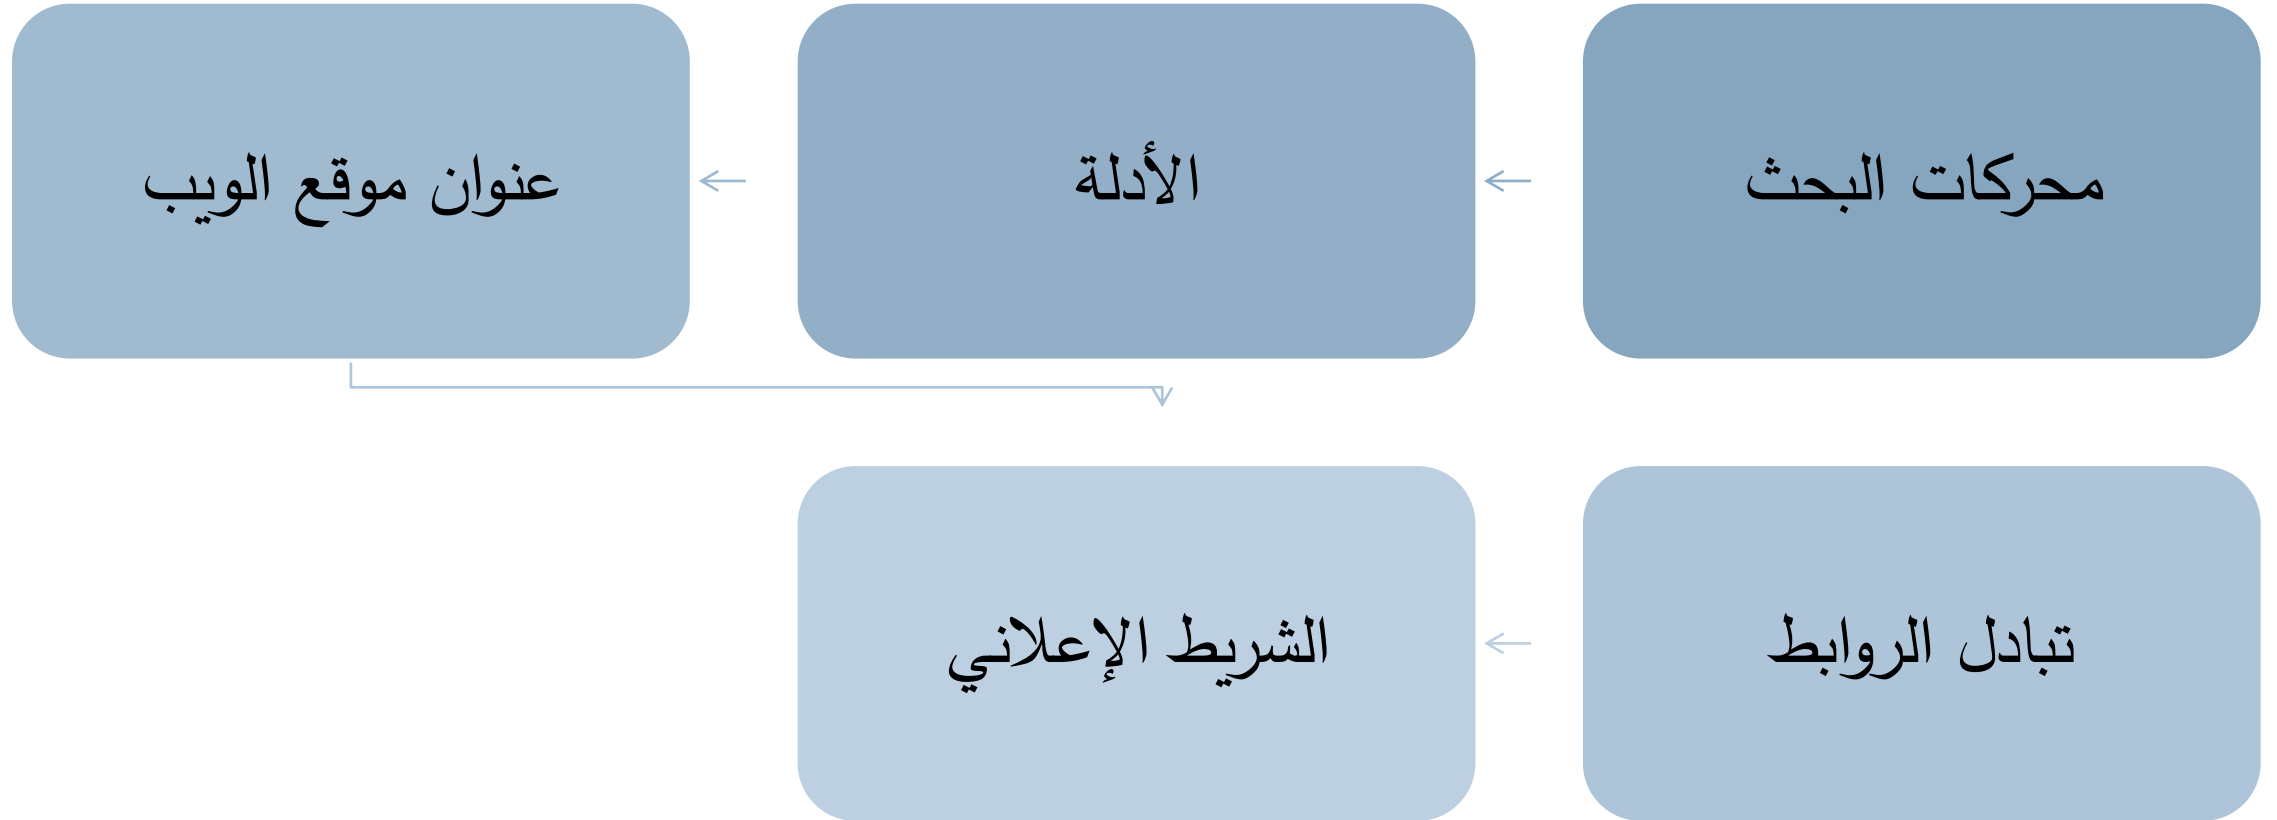 محركات البحث
الأدلة
عنوان موقع الويب
تبادل الروابط
الشريط الإعلاني